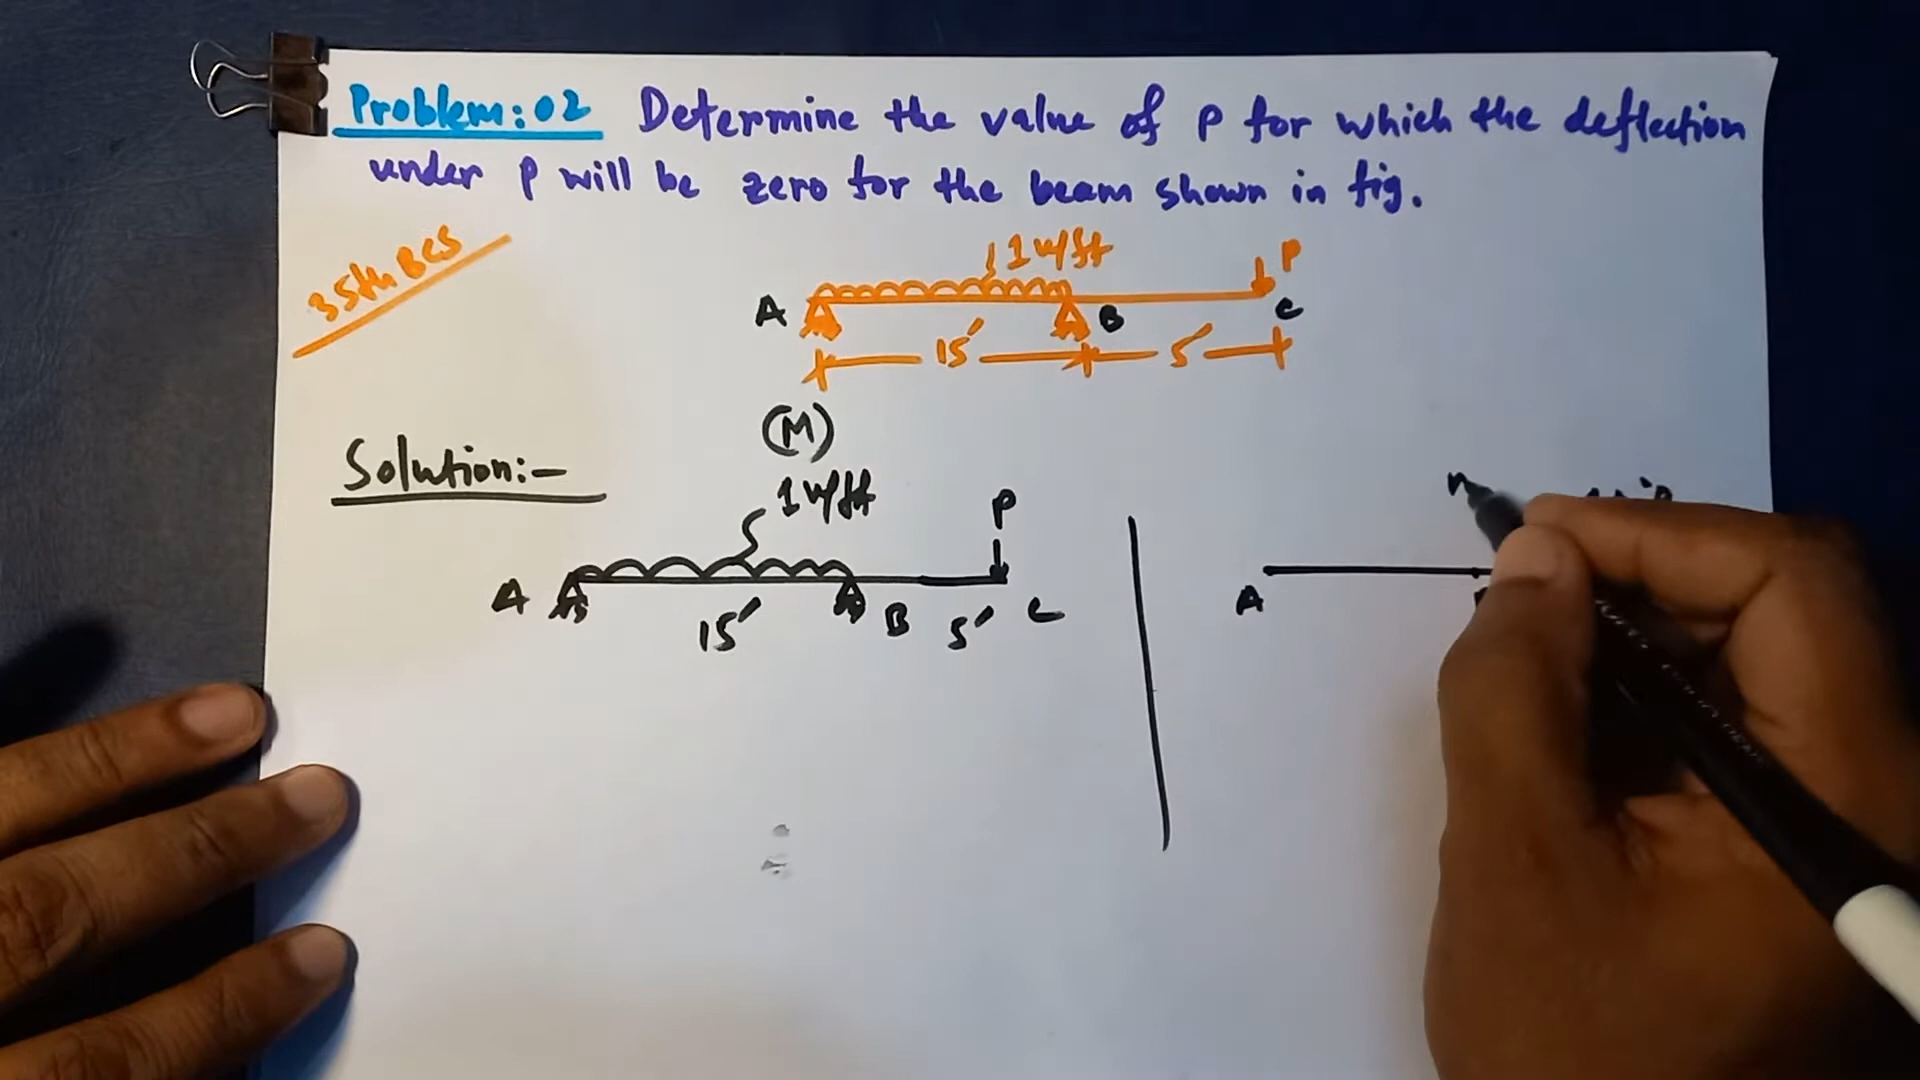 Problem: 02 Determine the value of P for which the deflection
under P will be zero for the beam shown in fig.
35th BCS
1 k/ft P
A B C
15' 5'
(M)
Solution:-
1 k/ft P
A B C
15' 5'
A